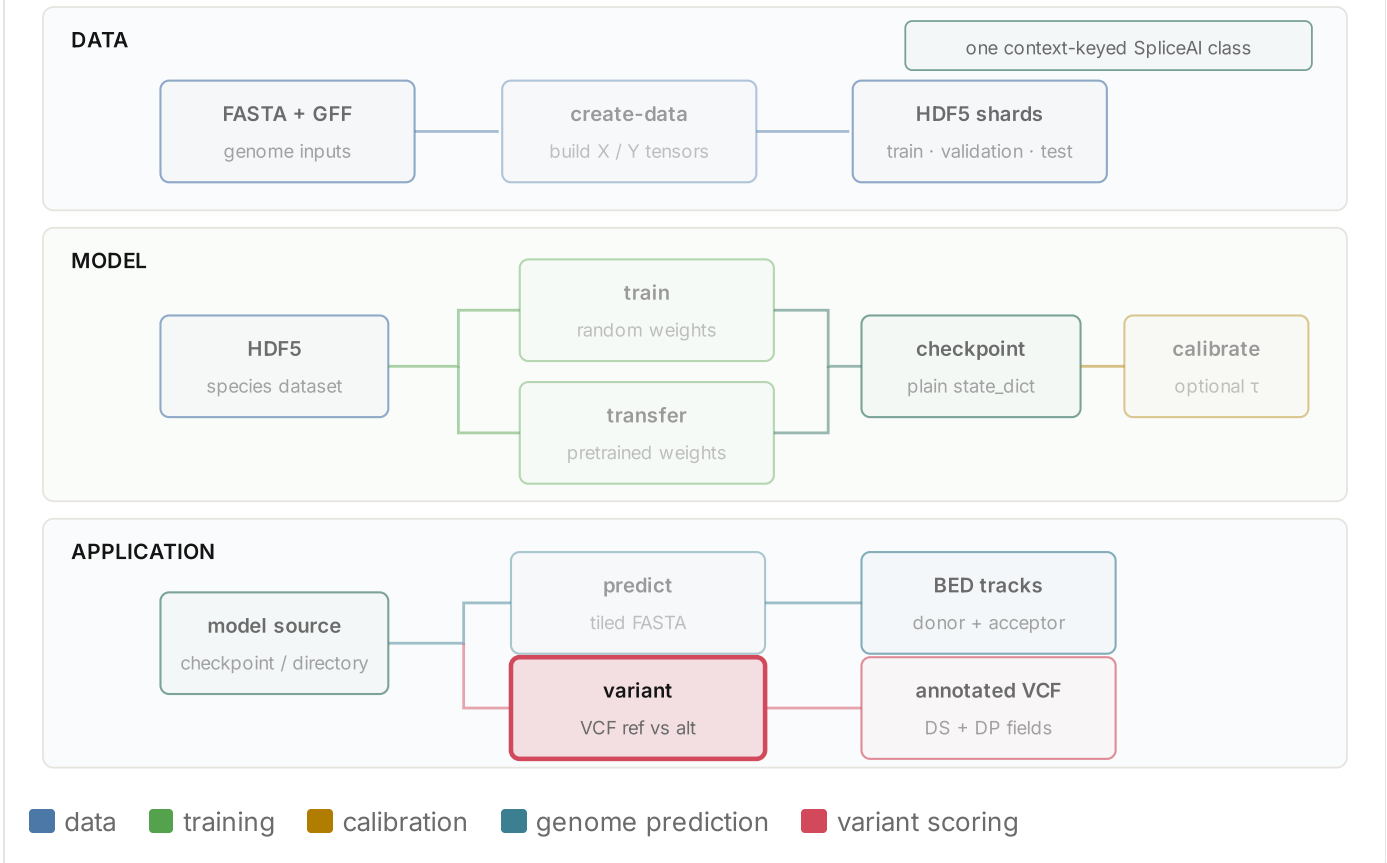 DATA
one context-keyed SpliceAI class
FASTA + GFF
genome inputs
create-data
build X / Y tensors
HDF5 shards
train · validation · test
MODEL
HDF5
species dataset
train
random weights
transfer
pretrained weights
checkpoint
plain state_dict
calibrate
optional τ
APPLICATION
model source
checkpoint / directory
predict
tiled FASTA
BED tracks
donor + acceptor
variant
VCF ref vs alt
annotated VCF
DS + DP fields
data
training
calibration
genome prediction
variant scoring